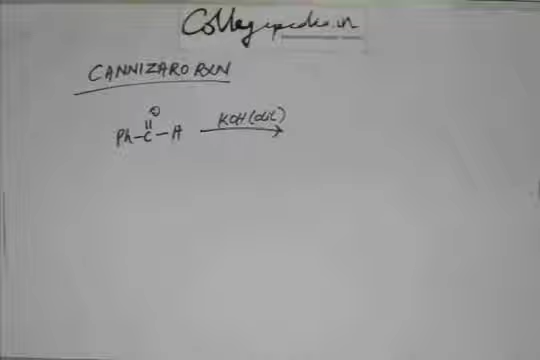 Collegepedia.in
CANNIZARO RXN
O
Ph-C-H KOH (dil)